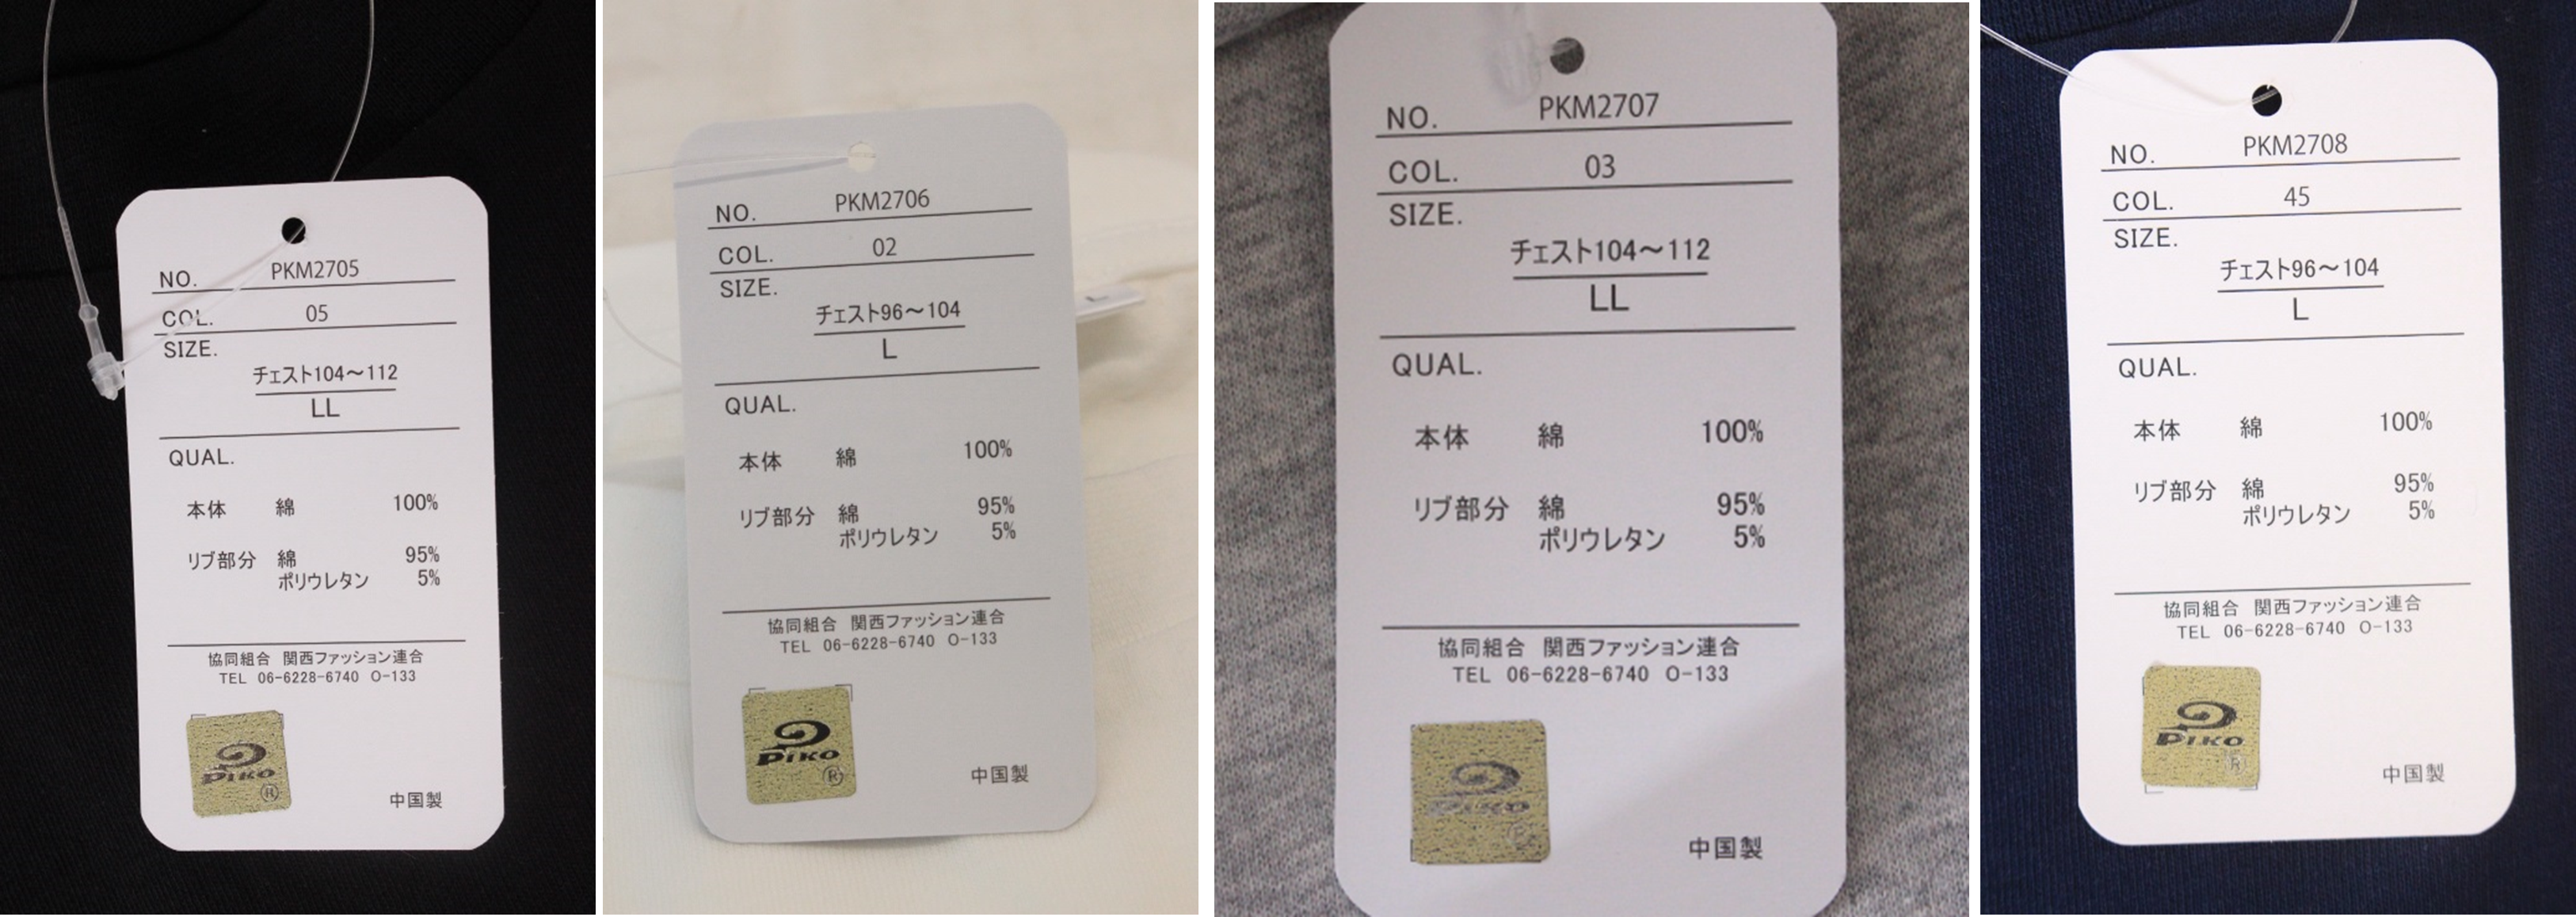 NO. PKM2705
COL. 05
SIZE.
チェスト104〜112
LL
QUAL.
本体 綿 100%
リブ部分 綿 95%
ポリウレタン 5%
協同組合 関西ファッション連合
TEL 06-6228-6740 O-133
PIKO
®
中国製
NO. PKM2706
COL. 02
SIZE.
チェスト96〜104
L
QUAL.
本体 綿 100%
リブ部分 綿 95%
ポリウレタン 5%
協同組合 関西ファッション連合
TEL 06-6228-6740 O-133
PIKO
®
中国製
L
NO. PKM2707
COL. 03
SIZE.
チェスト104〜112
LL
QUAL.
本体 綿 100%
リブ部分 綿 95%
ポリウレタン 5%
協同組合 関西ファッション連合
TEL 06-6228-6740 O-133
PIKO
®
中国製
NO. PKM2708
COL. 45
SIZE.
チェスト96〜104
L
QUAL.
本体 綿 100%
リブ部分 綿 95%
ポリウレタン 5%
協同組合 関西ファッション連合
TEL 06-6228-6740 O-133
PIKO
®
中国製